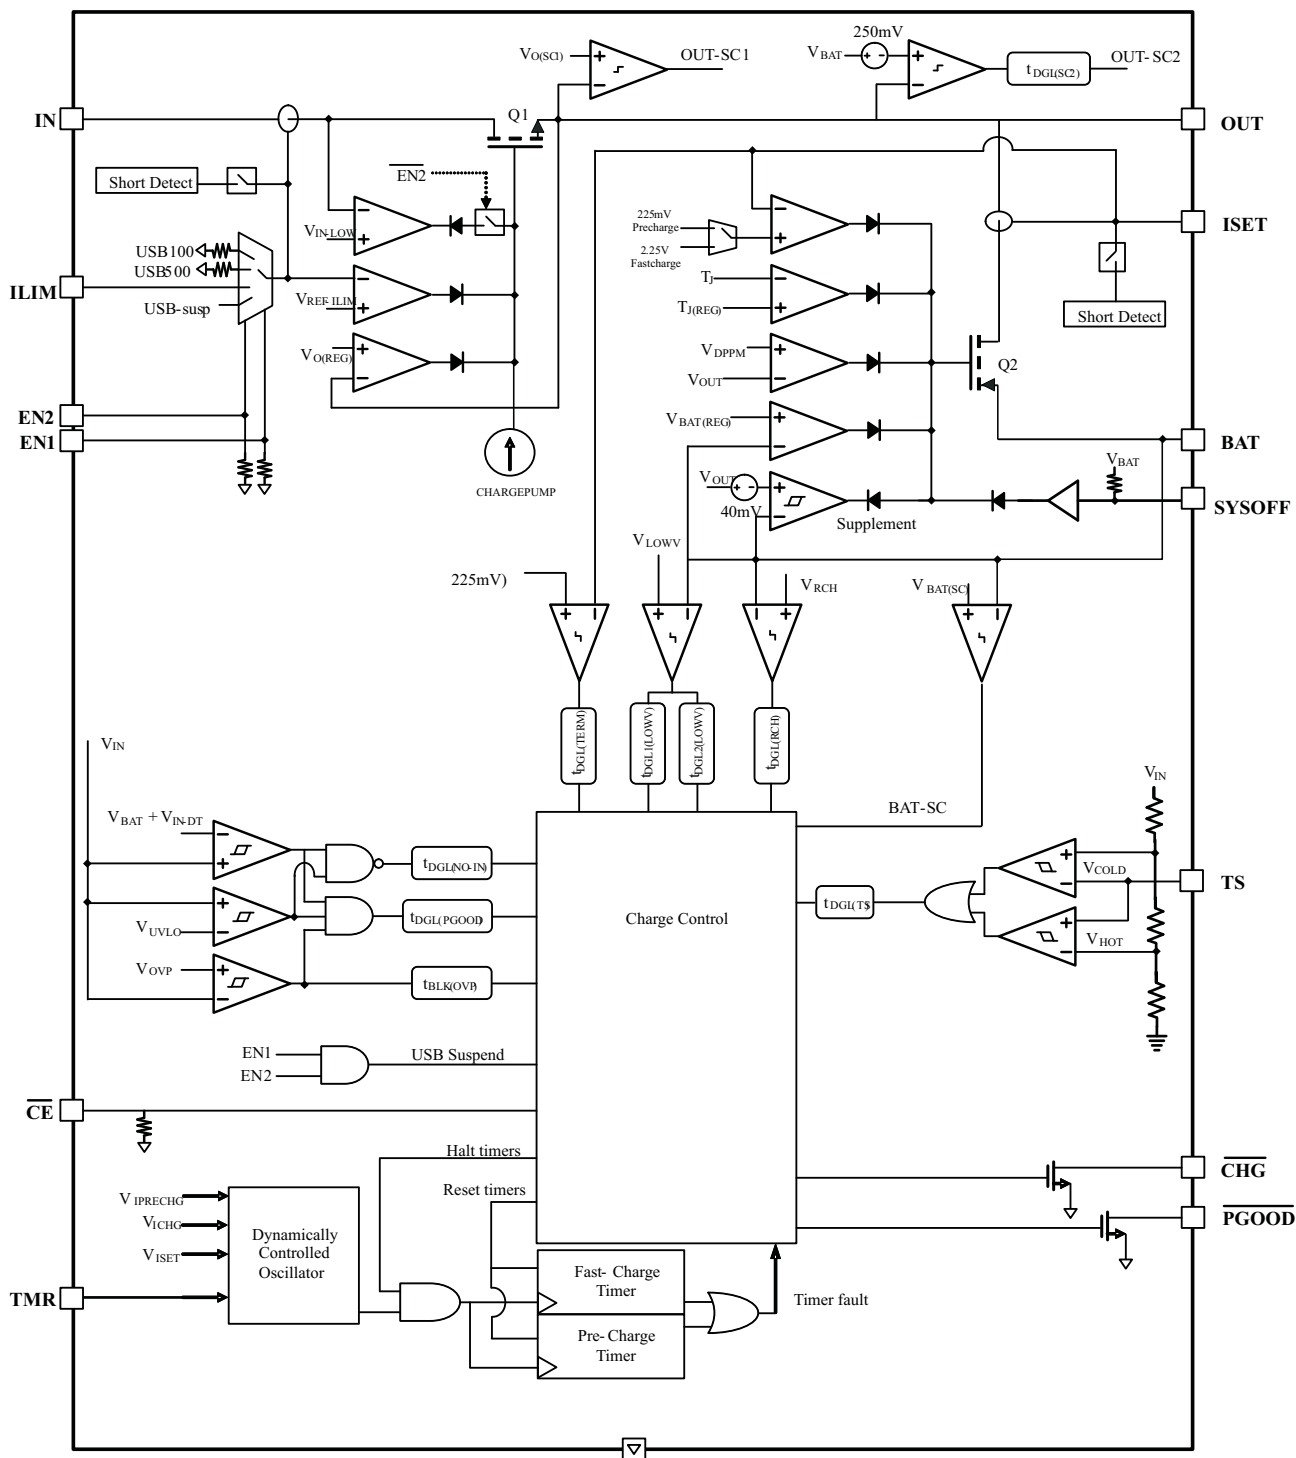 250mV
VO(SC1)
OUT-SC1
VBAT
tDGL(SC2)
OUT-SC2
IN
Q1
OUT
EN2
Short Detect
225mV
Precharge
VIN-LOW
2.25V
Fastcharge
ISET
USB100
USB500
TJ
ILIM
USB-susp
VREF-ILIM
TJ(REG)
Short Detect
VO(REG)
VDPPM
VOUT
Q2
EN2
EN1
VBAT(REG)
BAT
VBAT
VOUT
CHARGEPUMP
40mV
Supplement
SYSOFF
VLOWV
225mV)
VRCH
VBAT(SC)
tDGL(TERM)
tDGL1(LOWV)
tDGL2(LOWV)
tDGL(RCH)
VIN
VIN
VBAT + VIN-DT
BAT-SC
tDGL(NO-IN)
VCOLD
TS
tDGL(PGOOD)
Charge Control
tDGL(TS)
VUVLO
VHOT
VOVP
tBLK(OVP)
EN1
USB Suspend
EN2
CE
Halt timers
CHG
Reset timers
VIPRECHG
VICHG
VISET
Dynamically
Controlled
Oscillator
PGOOD
TMR
Fast- Charge
Timer
Timer fault
Pre- Charge
Timer